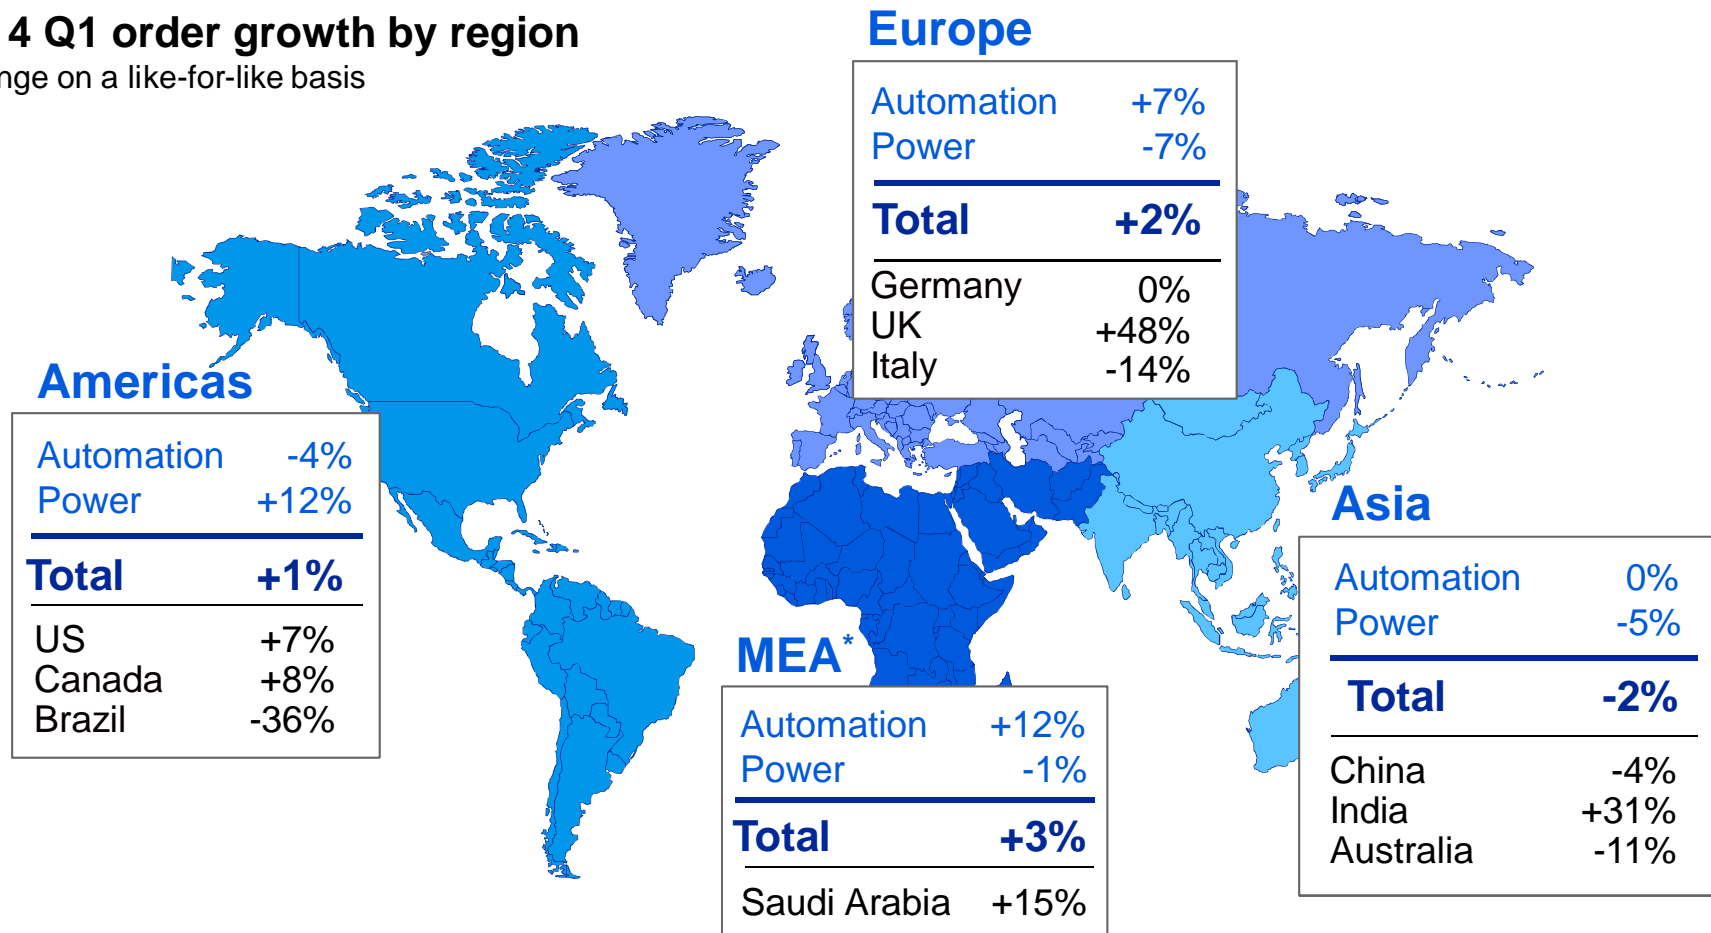 4 Q1 order growth by region
nge on a like-for-like basis
Europe
Automation +7%
Power -7%
Total +2%
Germany 0%
UK +48%
Italy -14%
Americas
Automation -4%
Power +12%
Total +1%
US +7%
Canada +8%
Brazil -36%
MEA*
Automation +12%
Power -1%
Total +3%
Saudi Arabia +15%
Asia
Automation 0%
Power -5%
Total -2%
China -4%
India +31%
Australia -11%